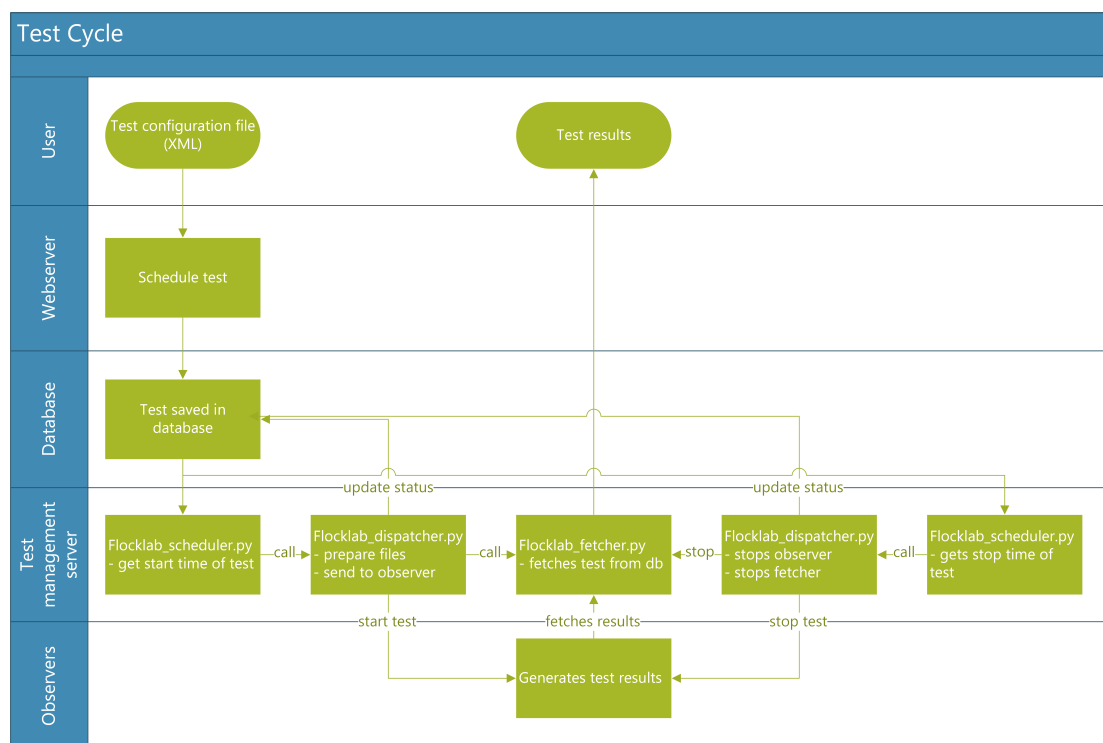 Test Cycle
User
Test configuration file
(XML)
Test results
Webserver
Schedule test
Database
Test saved in
database
update status
update status
Test
management
server
Flocklab_scheduler.py
- get start time of test
call
Flocklab_dispatcher.py
- prepare files
- send to observer
call
Flocklab_fetcher.py
- fetches test from db
stop
Flocklab_dispatcher.py
- stops observer
- stops fetcher
call
Flocklab_scheduler.py
- gets stop time of
test
start test
fetches results
stop test
Observers
Generates test results